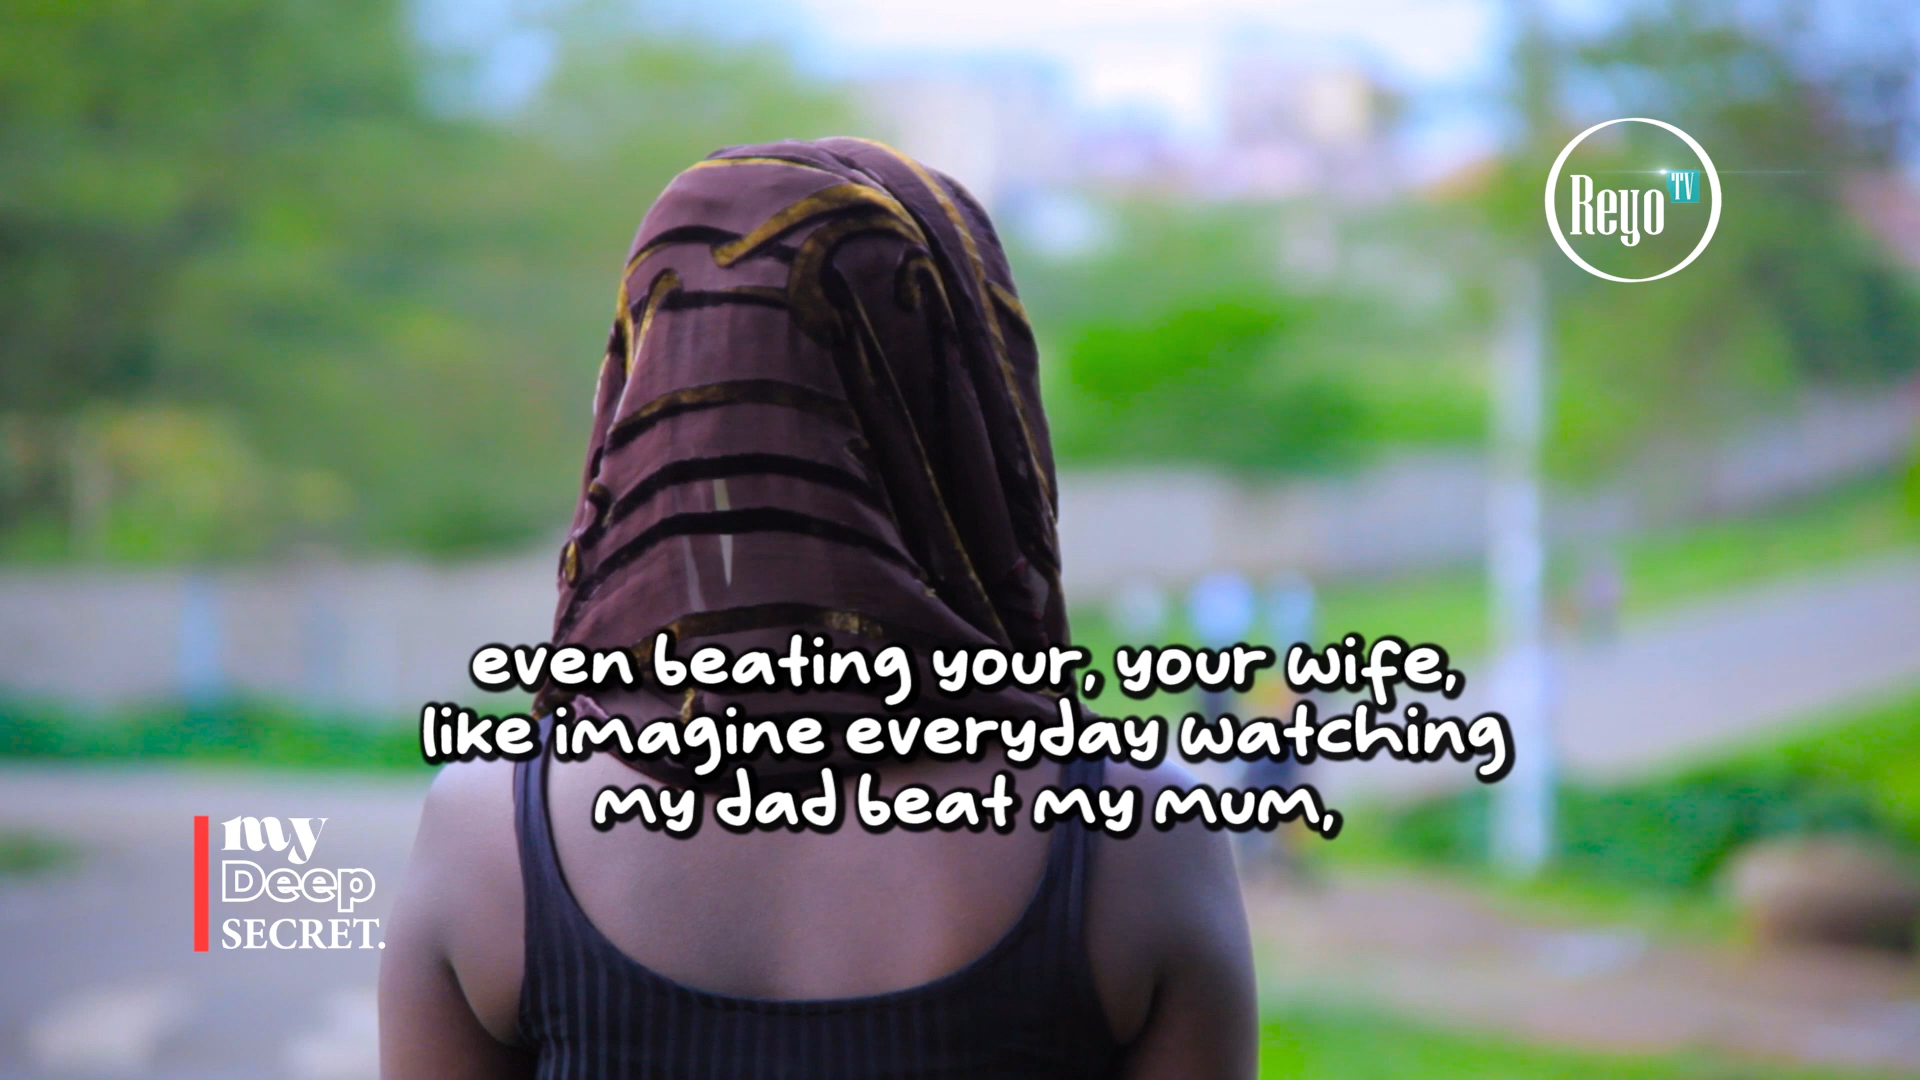 Reyo TV
even beating your, your wife,
like imagine everyday watching
my dad beat my mum,
my
Deep
SECRET.